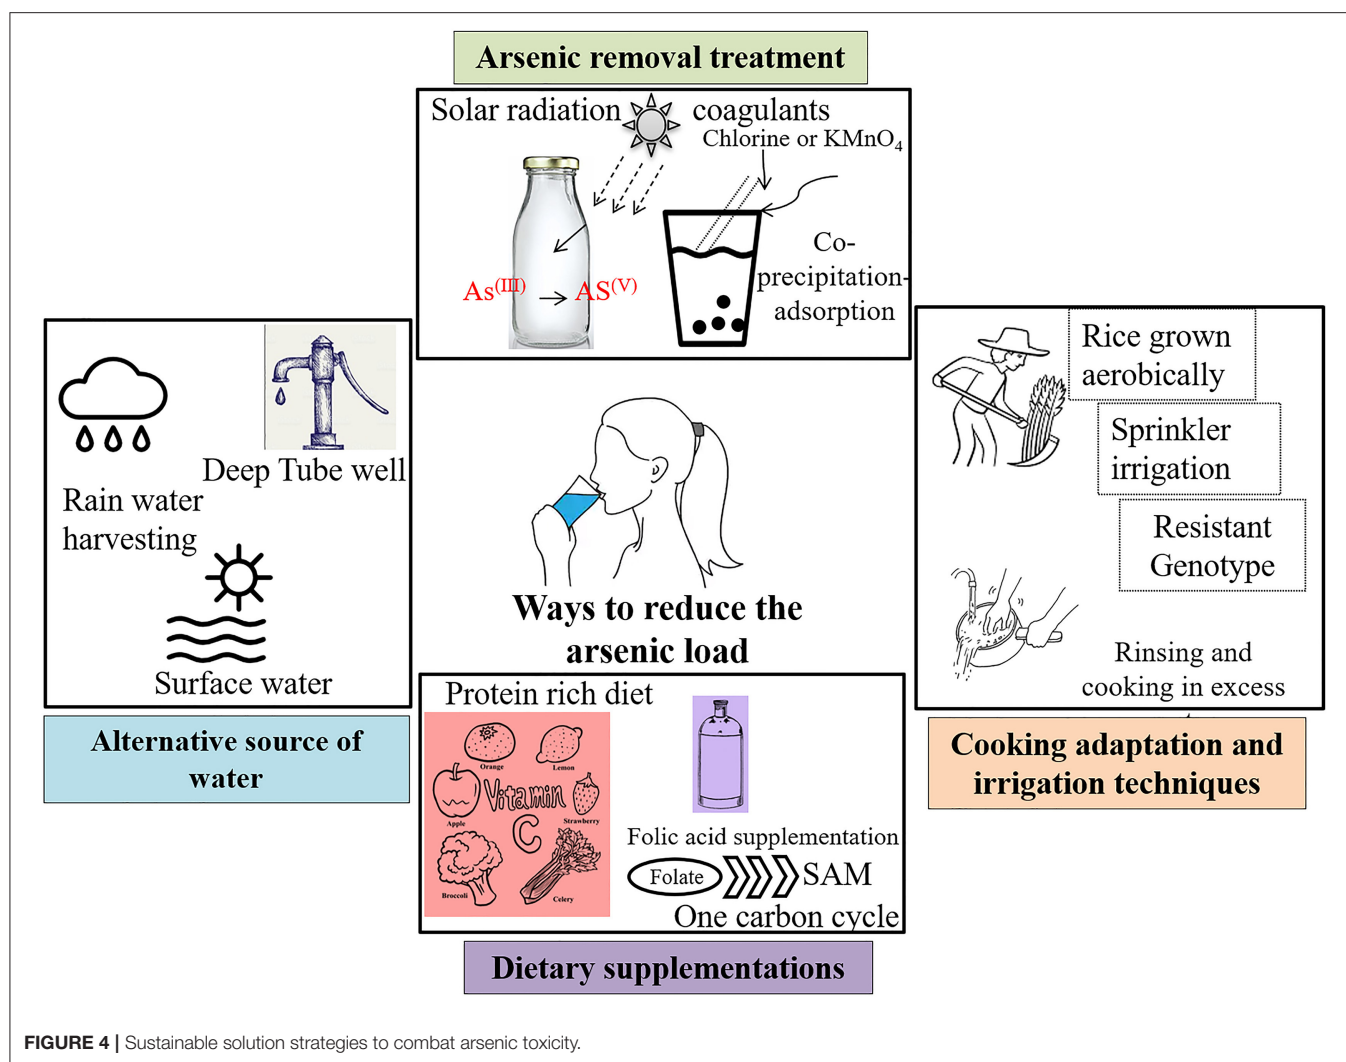 Arsenic removal treatment
Solar radiation
coagulants
Chlorine or KMnO₄
As(III) → AS(V)
Co-
precipitation-
adsorption
Deep Tube well
Rain water
harvesting
Surface water
Alternative source of
water
Ways to reduce the
arsenic load
Rice grown
aerobically
Sprinkler
irrigation
Resistant
Genotype
Rinsing and
cooking in excess
Cooking adaptation and
irrigation techniques
Protein rich diet
Orange
Lemon
Apple
Vitamin
C
Strawberry
Broccoli
Celery
Folic acid supplementation
Folate
SAM
One carbon cycle
Dietary supplementations
FIGURE 4 | Sustainable solution strategies to combat arsenic toxicity.